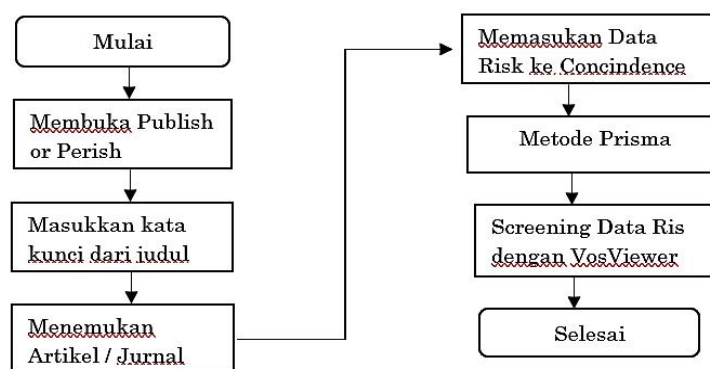 Mulai
Membuka Publish
or Perish
Masukkan kata
kunci dari judul
Menemukan
Artikel / Jurnal
Memasukan Data
Risk ke Concindence
Metode Prisma
Screening Data Ris
dengan VosViewer
Selesai